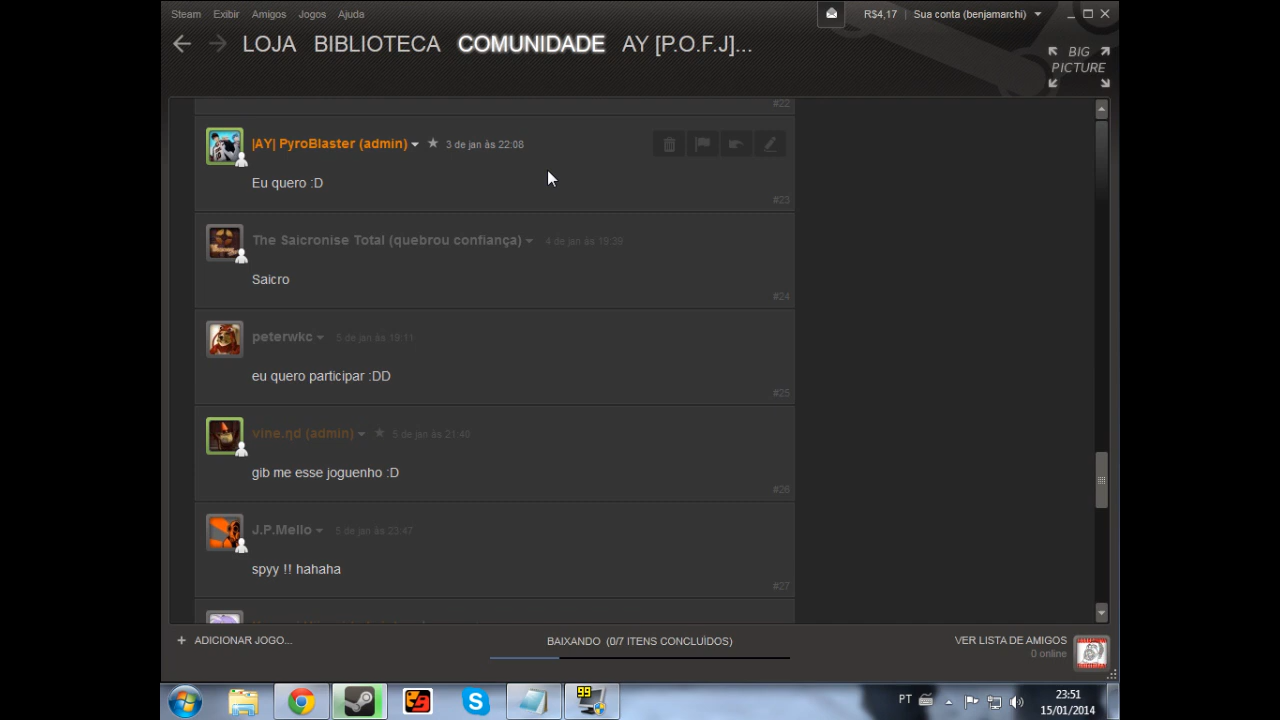 Steam Exibir Amigos Jogos Ajuda R$4,17 Sua conta (benjamarchi)
LOJA BIBLIOTECA COMUNIDADE AY [P.O.F.J]...
BIG
PICTURE
#22
|AY| PyroBlaster (admin) 3 de jan às 22:08
Eu quero :D
#23
The Saicronise Total (quebrou confiança) 4 de jan às 19:39
Saicro
#24
peterwkc 5 de jan às 19:11
eu quero participar :DD
#25
vine.ηd (admin) 5 de jan às 21:40
gib me esse joguenho :D
#26
J.P.Mello 5 de jan às 23:47
spyy !! hahaha
#27
+ ADICIONAR JOGO... BAIXANDO (0/7 ITENS CONCLUÍDOS) VER LISTA DE AMIGOS
0 online
99
PT 23:51
15/01/2014